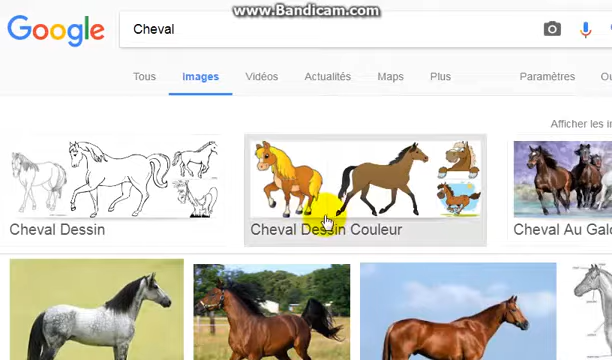 www.Bandicam.com
Google
Cheval
Tous Images Vidéos Actualités Maps Plus Paramètres
Afficher les
Cheval Dessin
Cheval Dessin Couleur
Cheval Au